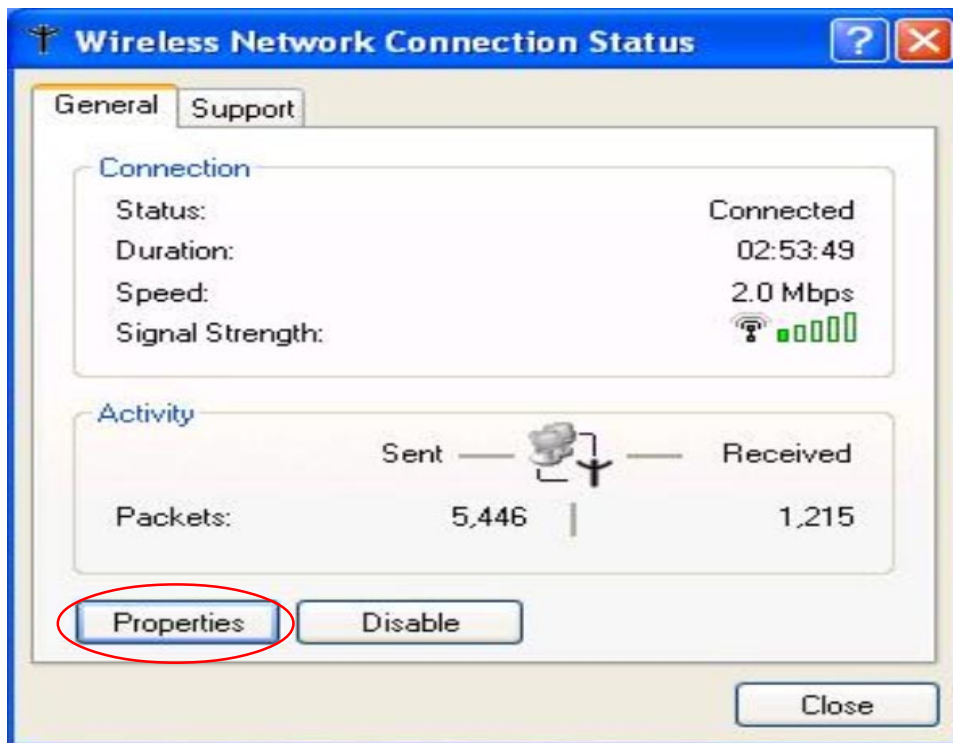 Wireless Network Connection Status
General Support
Connection
Status: Connected
Duration: 02:53:49
Speed: 2.0 Mbps
Signal Strength:
Activity
Sent Received
Packets: 5,446 1,215
Properties Disable
Close